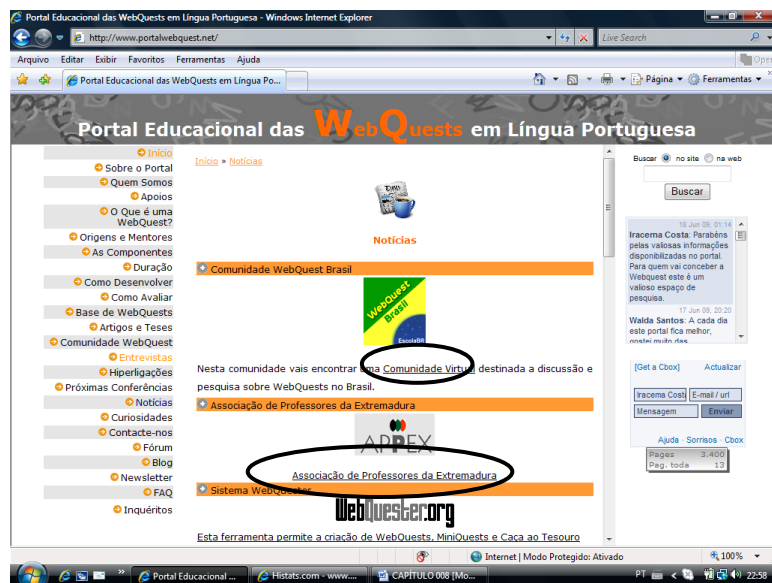 Portal Educacional das WebQuests em Língua Portuguesa - Windows Internet Explorer
http://www.portalwebquest.net/
Live Search
Arquivo Editar Exibir Favoritos Ferramentas Ajuda
Portal Educacional das WebQuests em Língua Po...
Página Ferramentas
Portal Educacional das WebQuests em Língua Portuguesa
Início
Sobre o Portal
Quem Somos
Apoios
O Que é uma
WebQuest?
Origens e Mentores
As Componentes
Duração
Como Desenvolver
Como Avaliar
Base de WebQuests
Artigos e Teses
Comunidade WebQuest
Entrevistas
Hiperligações
Próximas Conferências
Notícias
Curiosidades
Contacte-nos
Fórum
Blog
Newsletter
FAQ
Inquéritos
Início » Notícias
Notícias
Comunidade WebQuest Brasil
WebQuest
Brasil
EscolaBR
Nesta comunidade vais encontrar uma Comunidade Virtual destinada a discussão e
pesquisa sobre WebQuests no Brasil.
Associação de Professores da Extremadura
APPEX
Associação de Professores da Extremadura
Sistema WebQuester
WebQuester.org
Esta ferramenta permite a criação de WebQuests, MiniQuests e Caça ao Tesouro
Buscar no site na web
Buscar
18 Jun 09, 01:14
Iracema Costa: Parabéns
pelas valiosas informações
disponibilizadas no portal.
Para quem vai conceber a
Webquest este é um
valioso espaço de
pesquisa.
17 Jun 09, 20:20
Walda Santos: A cada dia
este portal fica melhor,
gostei muito das
[Get a Cbox] Actualizar
Iracema Costa E-mail / url
Mensagem Enviar
Ajuda · Sorrisos · Cbox
Pages 3.400
Pag. toda 13
Internet | Modo Protegido: Ativado
100%
Portal Educacional ... Histats.com - www.... CAPÍTULO 008 [Mo...
PT 22:58